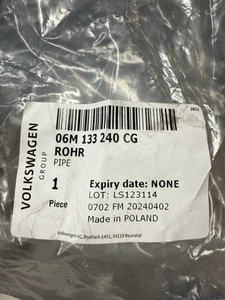 VOLKSWAGEN
GROUP
06M 133 240 CG
ROHR
PIPE
1
Piece
Expiry date: NONE
LOT: LS123114
0702 FM 20240402
Made in POLAND
Volkswagen AG, Postfach 1452, 34219 Baunatal